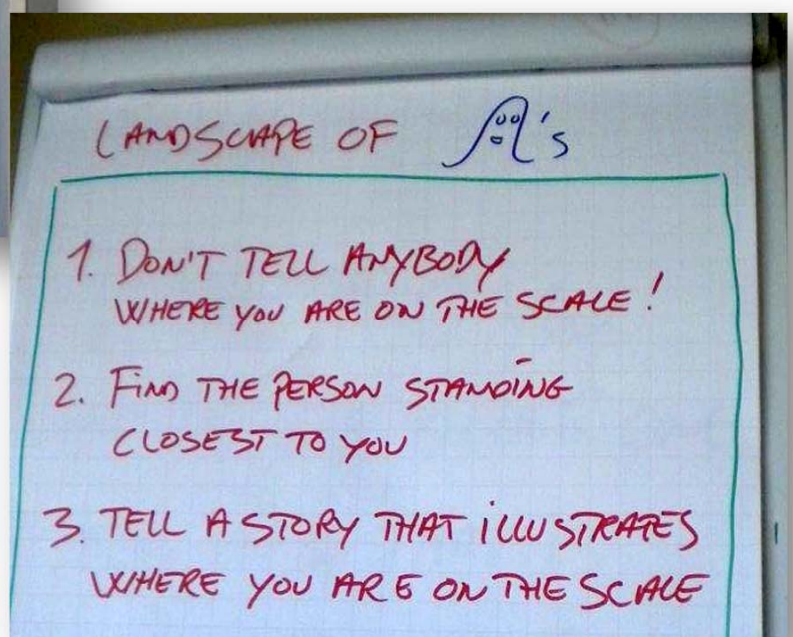 LANDSCAPE OF 's
1. DON'T TELL ANYBODY
WHERE YOU ARE ON THE SCALE!
2. FIND THE PERSON STANDING
CLOSEST TO YOU
3. TELL A STORY THAT ILLUSTRATES
WHERE YOU ARE ON THE SCALE